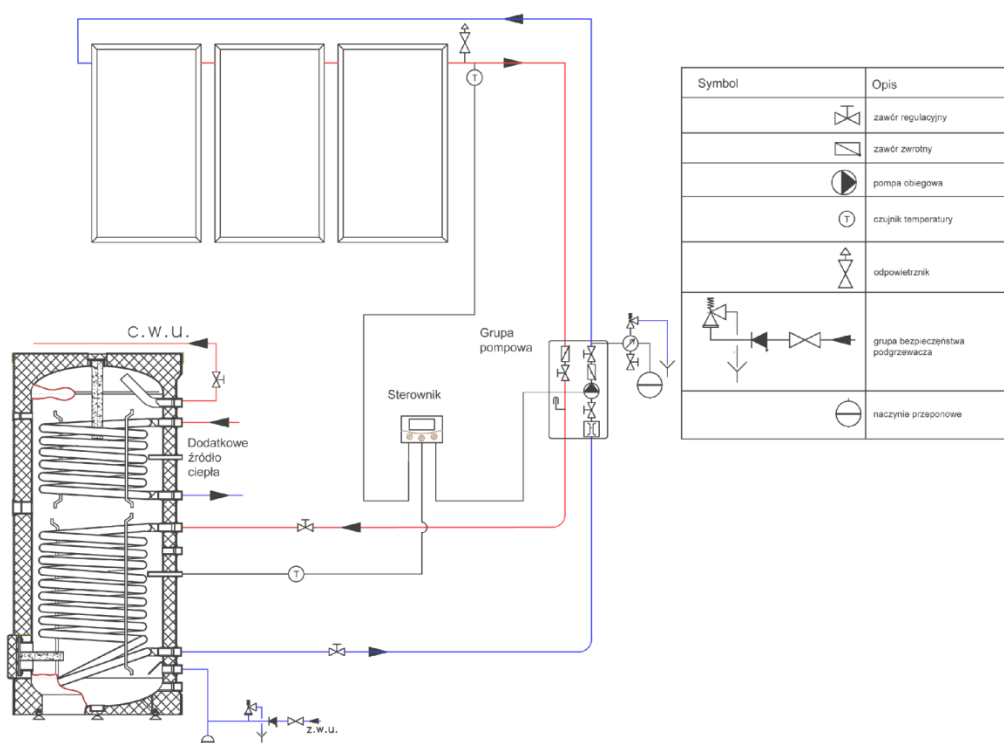 T
Symbol
Opis
zawór regulacyjny
zawór zwrotny
pompa obiegowa
T
czujnik temperatury
odpowietrznik
grupa bezpieczeństwa
podgrzewacza
naczynie przeponowe
c.w.u.
Grupa
pompowa
Sterownik
Dodatkowe
źródło
ciepła
T
z.w.u.